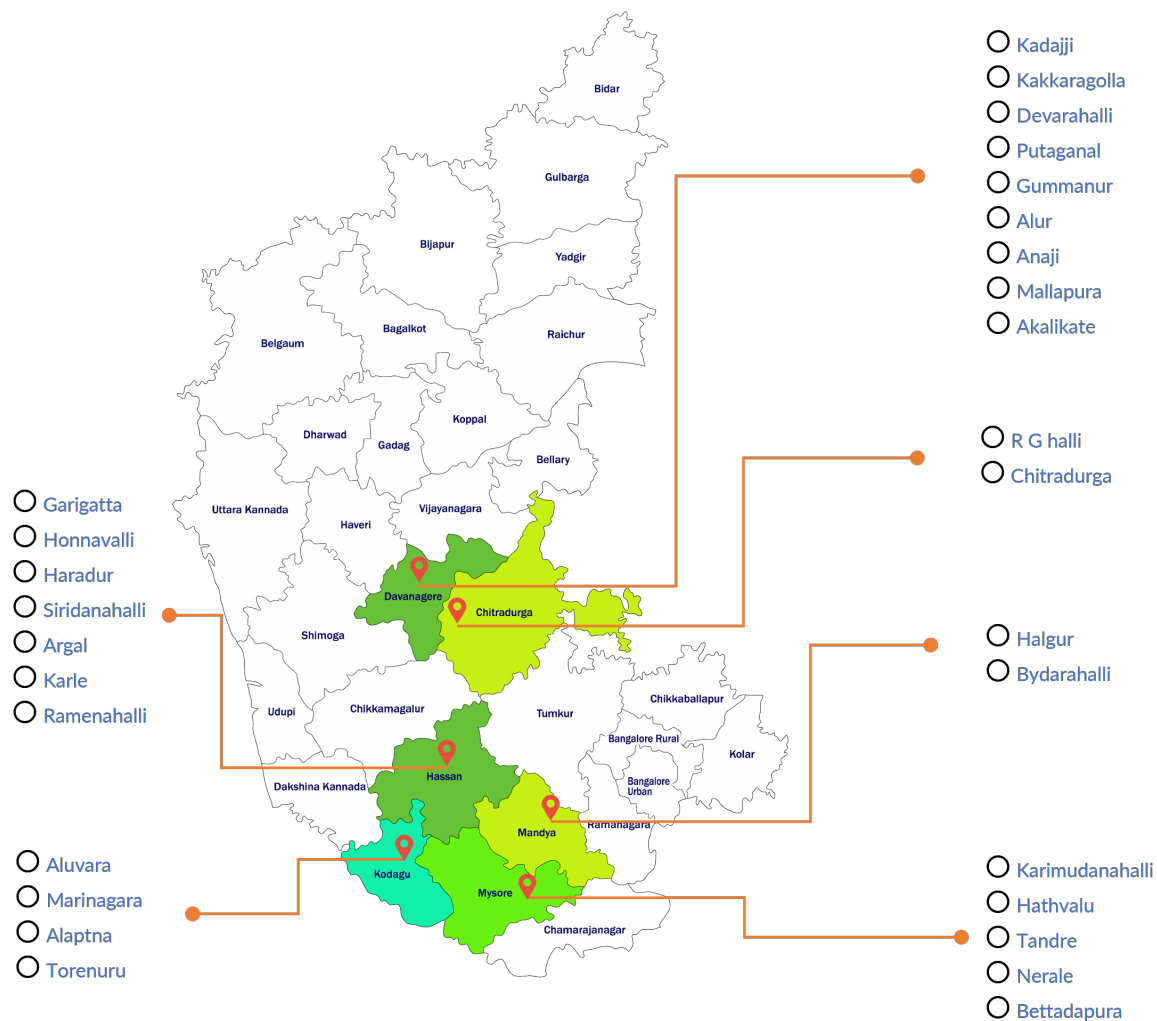 Bidar
Gulbarga
Bijapur
Yadgir
Bagalkot
Raichur
Belgaum
Koppal
Dharwad
Gadag
Bellary
Uttara Kannada
Vijayanagara
Haveri
Davanagere
Chitradurga
Shimoga
Chikkamagalur
Udupi
Tumkur
Chikkaballapur
Bangalore Rural
Kolar
Hassan
Dakshina Kannada
Bangalore
Urban
Mandya
Ramanagara
Kodagu
Mysore
Chamarajanagar
Kadajji
Kakkaragolla
Devarahalli
Putaganal
Gummanur
Alur
Anaji
Mallapura
Akalikate
R G halli
Chitradurga
Garigatta
Honnavalli
Haradur
Siridanahalli
Argal
Karle
Ramenahalli
Halgur
Bydarahalli
Aluvara
Marinagara
Alaptna
Torenuru
Karimudanahalli
Hathvalu
Tandre
Nerale
Bettadapura